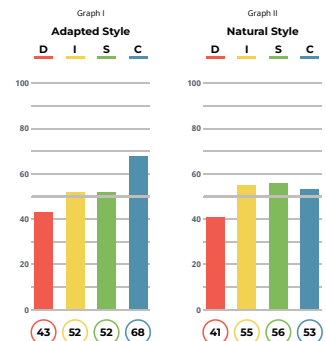 Graph I
Adapted Style
D I S C
100
80
60
40
20
0
43 52 52 68
Graph II
Natural Style
D I S C
100
80
60
40
20
0
41 55 56 53